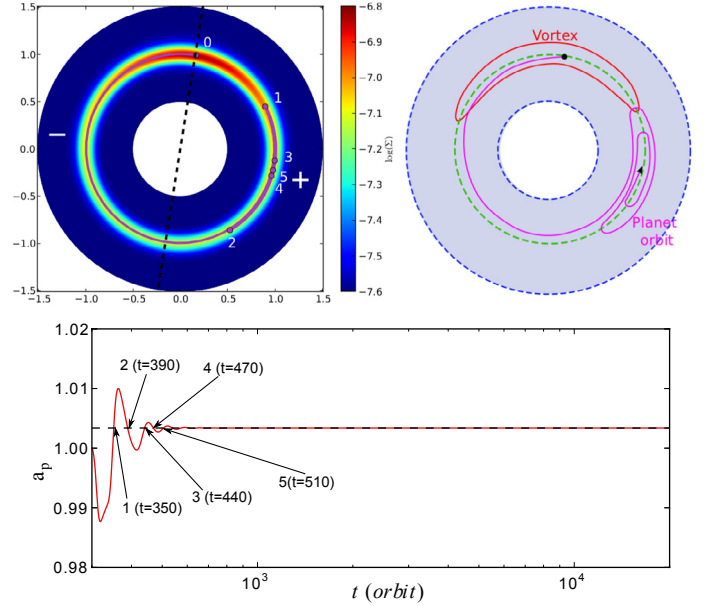 1.5
1.0
0.5
0.0
−0.5
−1.0
−1.5
−1.5 −1.0 −0.5 0.0 0.5 1.0 1.5
0
1
3
5
4
2
−
+
−6.8
−6.9
−7.0
−7.1
−7.2
−7.3
−7.4
−7.5
−7.6
log(Σ)
Vortex
Planet
orbit
1.02
1.01
1.00
0.99
0.98
a_p
2 (t=390)
4 (t=470)
1 (t=350)
3 (t=440)
5(t=510)
10^3
10^4
t (orbit)